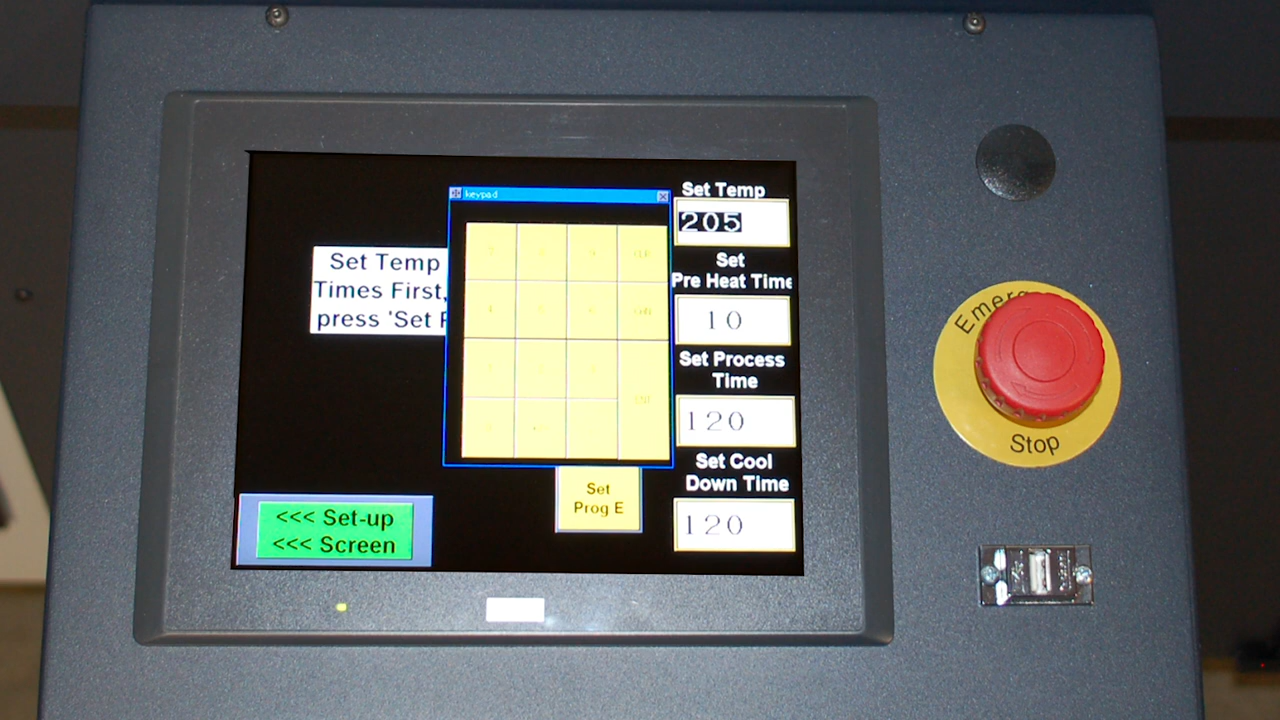 keypad
Set Temp
205
Set
Pre Heat Time
10
Set Process
Time
120
Set Cool
Down Time
120
Set Temp
Times First,
press 'Set
Set
Prog E
<<< Set-up
<<< Screen
Emerge
Stop